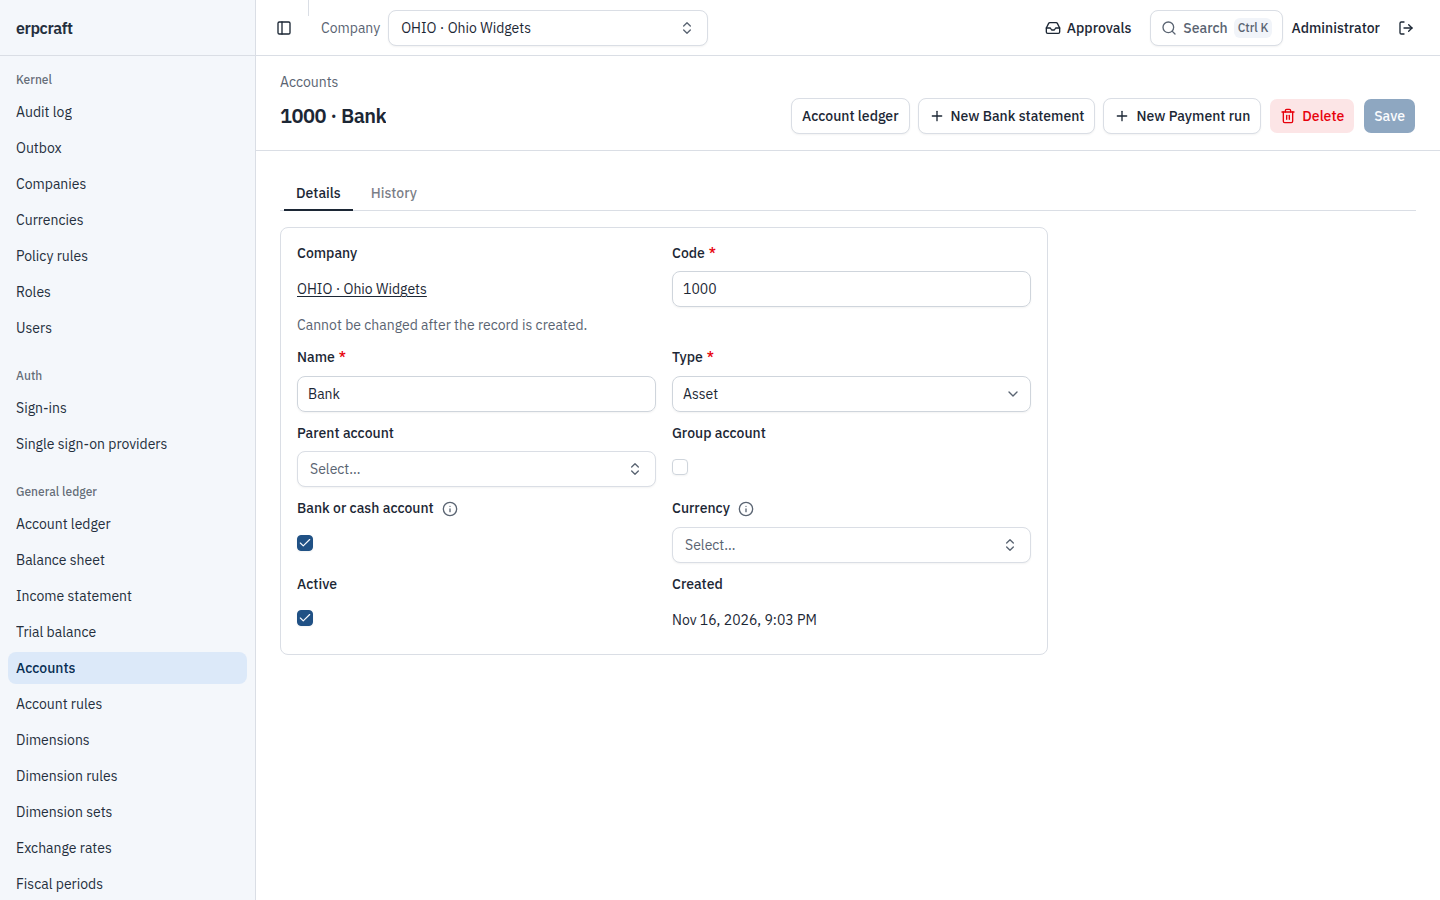 erpcraft
Company
OHIO · Ohio Widgets
Approvals
Search Ctrl K
Administrator
Kernel
Audit log
Outbox
Companies
Currencies
Policy rules
Roles
Users
Auth
Sign-ins
Single sign-on providers
General ledger
Account ledger
Balance sheet
Income statement
Trial balance
Accounts
Account rules
Dimensions
Dimension rules
Dimension sets
Exchange rates
Fiscal periods
Accounts
1000 · Bank
Account ledger
New Bank statement
New Payment run
Delete
Save
Details
History
Company
OHIO · Ohio Widgets
Cannot be changed after the record is created.
Code *
1000
Name *
Bank
Type *
Asset
Parent account
Select...
Group account
Bank or cash account
Currency
Select...
Active
Created
Nov 16, 2026, 9:03 PM